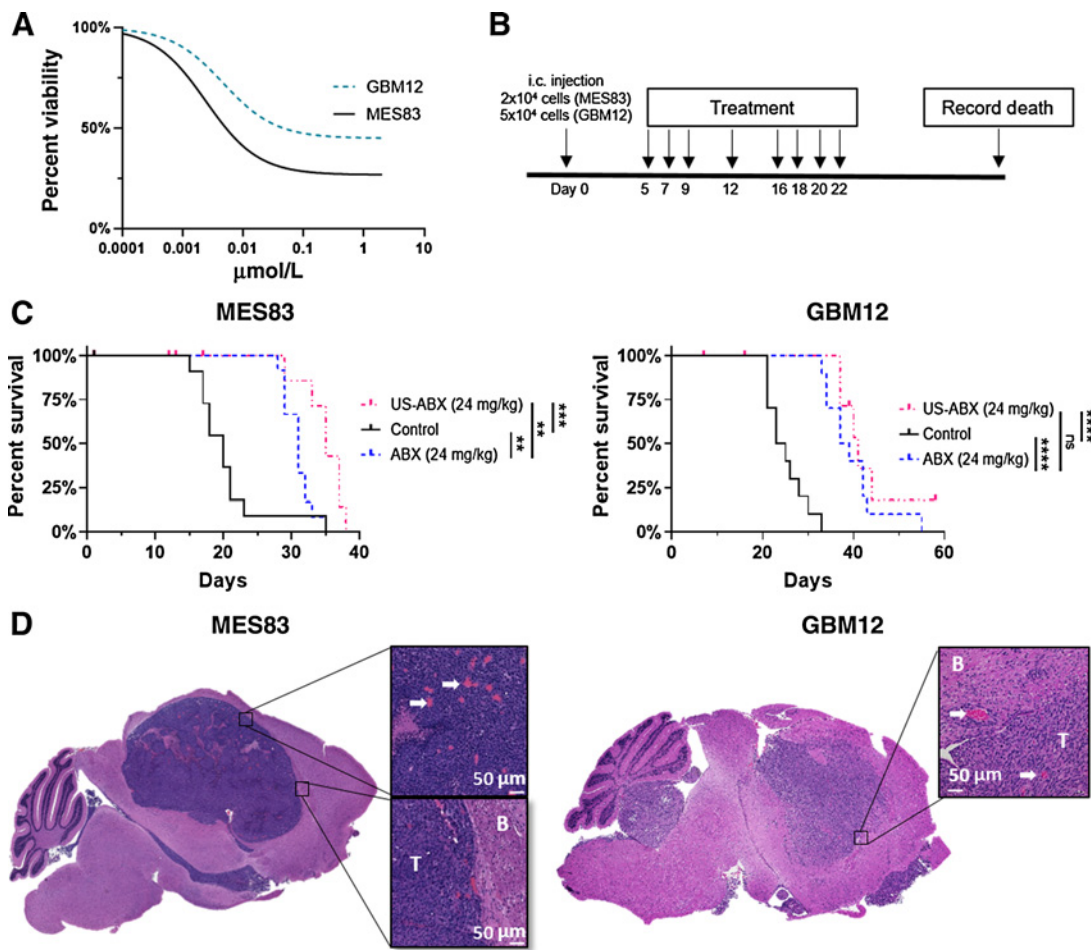 A
Percent viability
100%
50%
0%
0.0001
0.001
0.01
0.1
1
10
μmol/L
GBM12
MES83
B
i.c. injection
2x10⁴ cells (MES83)
5x10⁴ cells (GBM12)
Treatment
Record death
Day 0
5
7
9
12
16
18
20
22
C
MES83
Percent survival
100%
75%
50%
25%
0%
0
10
20
30
40
Days
US-ABX (24 mg/kg)
Control
ABX (24 mg/kg)
**
**
***
GBM12
Percent survival
100%
75%
50%
25%
0%
0
20
40
60
Days
US-ABX (24 mg/kg)
Control
ABX (24 mg/kg)
****
ns
****
D
MES83
50 μm
B
T
50 μm
GBM12
B
T
50 μm